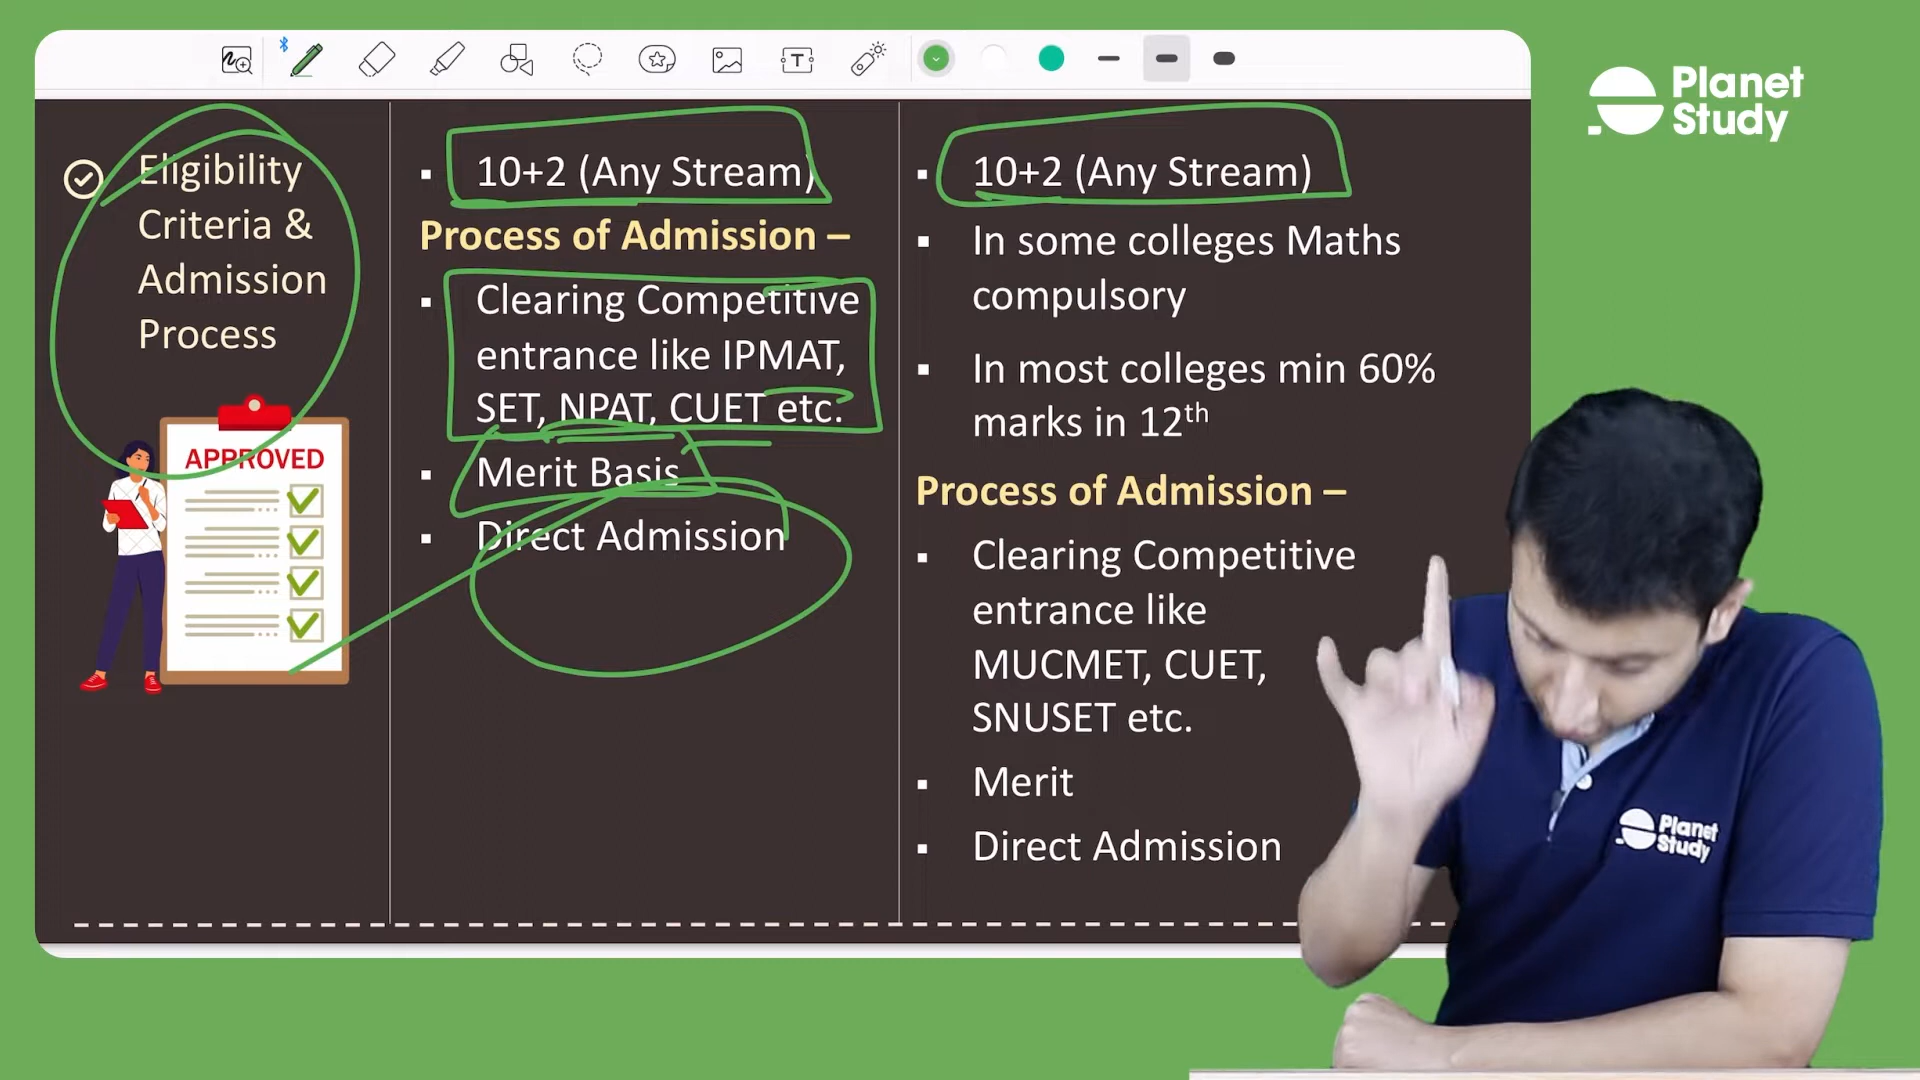 Planet
Study
Eligibility
Criteria &
Admission
Process
APPROVED
10+2 (Any Stream)
Process of Admission –
Clearing Competitive
entrance like IPMAT,
SET, NPAT, CUET etc.
Merit Basis
Direct Admission
10+2 (Any Stream)
In some colleges Maths
compulsory
In most colleges min 60%
marks in 12th
Process of Admission –
Clearing Competitive
entrance like
MUCMET, CUET,
SNUSET etc.
Merit
Direct Admission
Planet
Study